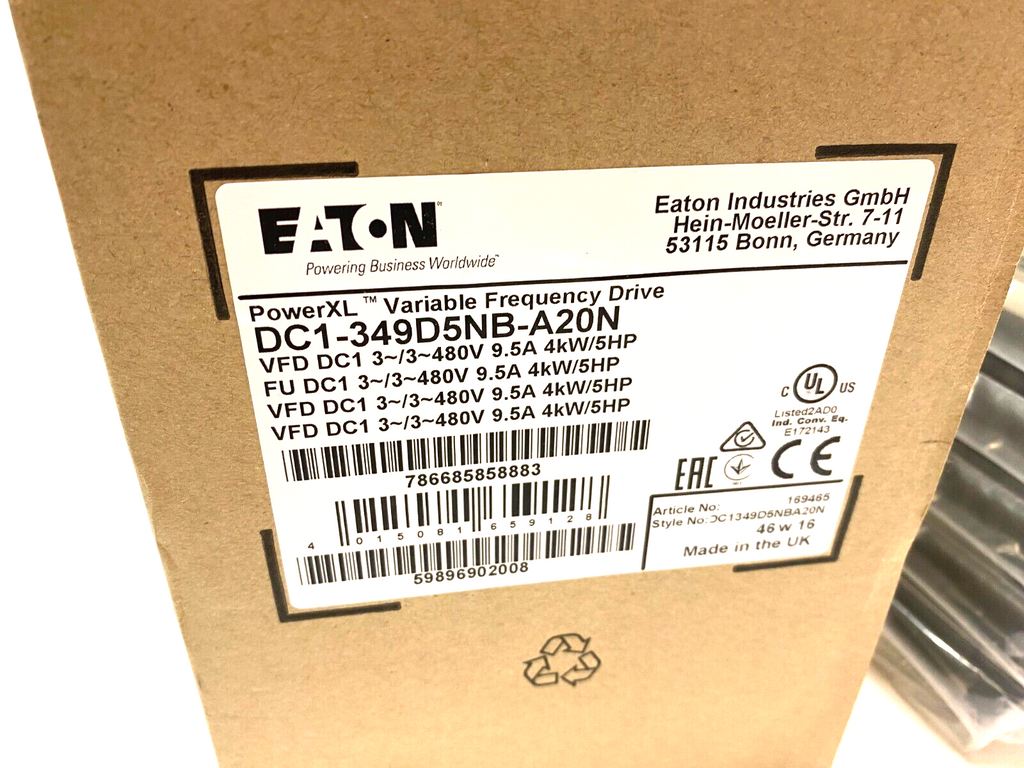 EATON
Powering Business Worldwide
Eaton Industries GmbH
Hein-Moeller-Str. 7-11
53115 Bonn, Germany
PowerXL™ Variable Frequency Drive
DC1-349D5NB-A20N
VFD DC1 3~/3~480V 9.5A 4kW/5HP
FU DC1 3~/3~480V 9.5A 4kW/5HP
VFD DC1 3~/3~480V 9.5A 4kW/5HP
VFD DC1 3~/3~480V 9.5A 4kW/5HP
C UL US
Listed2AD0
Ind. Conv. Eq.
E172143
786685858883
EAC
CE
4 015081 659128
59896902008
Article No: 169465
Style No: DC1349D5NBA20N
46 w 16
Made in the UK